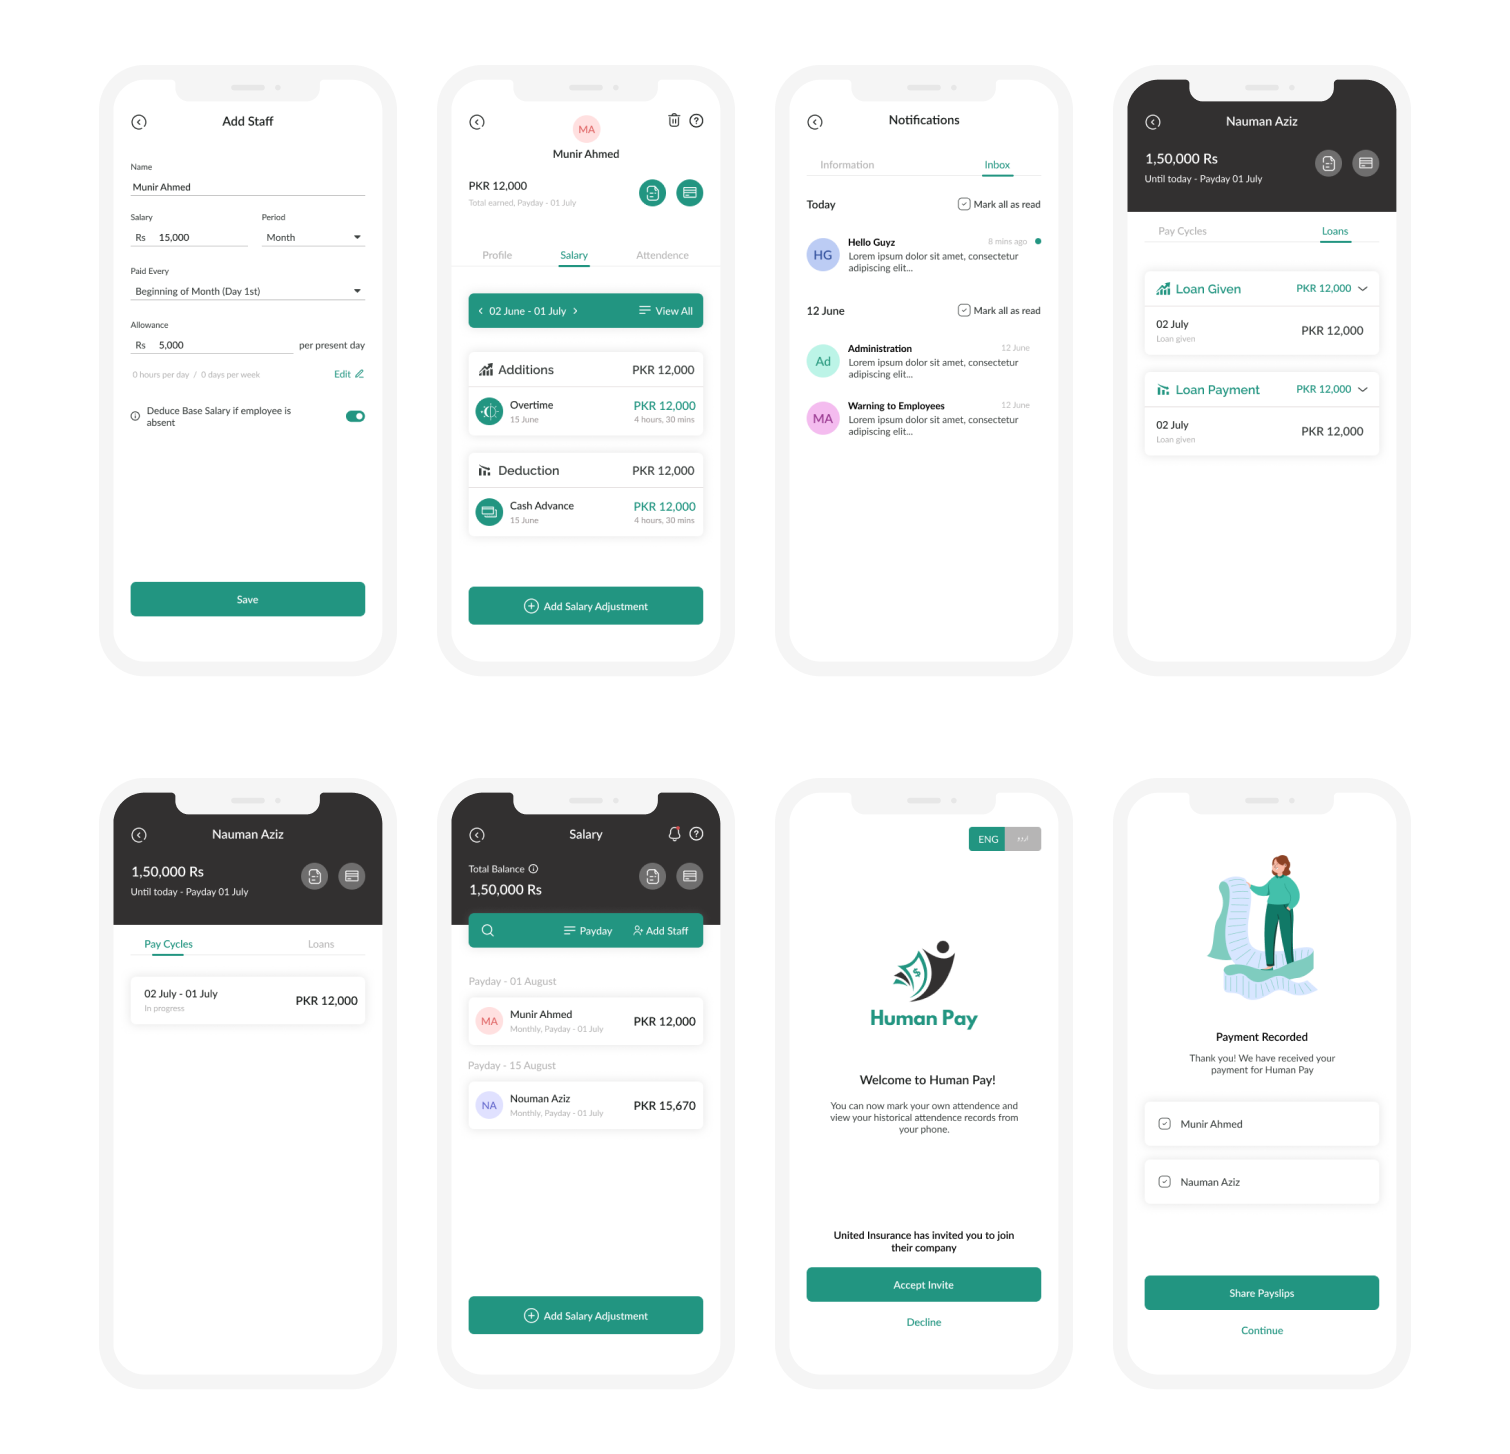 Add Staff
Name
Munir Ahmed
Salary
Period
Rs 15,000
Month
Paid Every
Beginning of Month (Day 1st)
Allowance
Rs 5,000
per present day
0 hours per day / 0 days per week
Edit
Deduce Base Salary if employee is
absent
Save
MA
Munir Ahmed
PKR 12,000
Total earned, Payday - 01 July
Profile
Salary
Attendence
02 June - 01 July
View All
Additions
PKR 12,000
Overtime
PKR 12,000
15 June
4 hours, 30 mins
Deduction
PKR 12,000
Cash Advance
PKR 12,000
15 June
4 hours, 30 mins
Add Salary Adjustment
Notifications
Information
Inbox
Today
Mark all as read
HG
Hello Guyz
8 mins ago
Lorem ipsum dolor sit amet, consectetur
adipiscing elit...
12 June
Mark all as read
Ad
Administration
12 June
Lorem ipsum dolor sit amet, consectetur
adipiscing elit...
MA
Warning to Employees
12 June
Lorem ipsum dolor sit amet, consectetur
adipiscing elit...
Nauman Aziz
1,50,000 Rs
Until today - Payday 01 July
Pay Cycles
Loans
Loan Given
PKR 12,000
02 July
Loan given
PKR 12,000
Loan Payment
PKR 12,000
02 July
Loan given
PKR 12,000
Nauman Aziz
1,50,000 Rs
Until today - Payday 01 July
Pay Cycles
Loans
02 July - 01 July
In progress
PKR 12,000
Salary
Total Balance
1,50,000 Rs
Payday
Add Staff
Payday - 01 August
MA
Munir Ahmed
Monthly, Payday - 01 July
PKR 12,000
Payday - 15 August
NA
Nouman Aziz
Monthly, Payday - 01 July
PKR 15,670
Add Salary Adjustment
ENG
$
Human Pay
Welcome to Human Pay!
You can now mark your own attendence and
view your historical attendence records from
your phone.
United Insurance has invited you to join
their company
Accept Invite
Decline
Payment Recorded
Thank you! We have received your
payment for Human Pay
Munir Ahmed
Nauman Aziz
Share Payslips
Continue